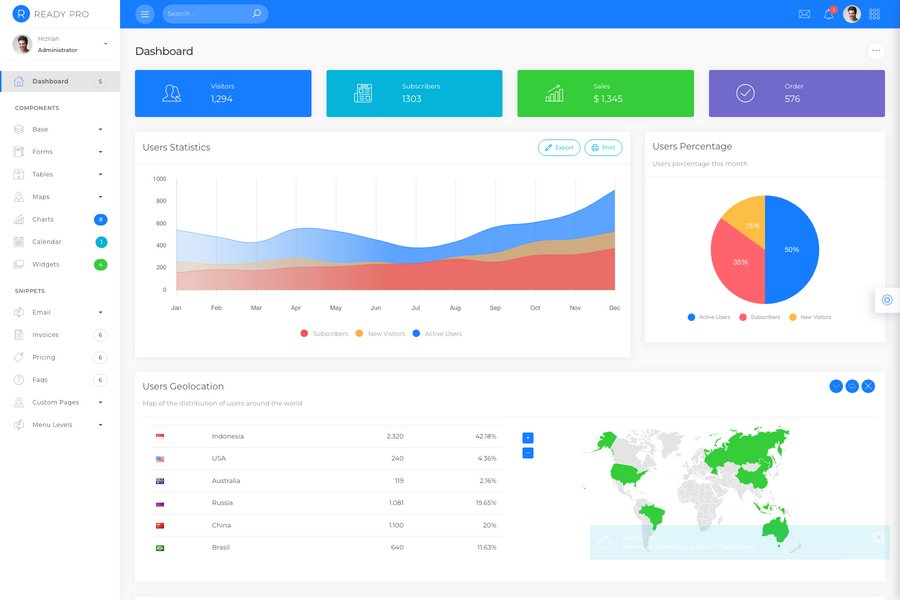 READY PRO
Search ...
Hizrian
Administrator
Dashboard 5
COMPONENTS
Base
Forms
Tables
Maps
Charts 8
Calendar 1
Widgets 4
SNIPPETS
Email
Invoices 6
Pricing 6
Faqs 6
Custom Pages
Menu Levels
Dashboard
Visitors
1,294
Subscribers
1303
Sales
$ 1,345
Order
576
Users Statistics
Export
Print
1000
800
600
400
200
0
Jan Feb Mar Apr May Jun Jul Aug Sep Oct Nov Dec
Subscribers New Visitors Active Users
Users Percentage
Users percentage this month
15%
50%
35%
Active Users Subscribers New Visitors
Users Geolocation
Map of the distribution of users around the world
Indonesia 2.320 42.18%
USA 240 4.36%
Australia 119 2.16%
Russia 1.081 19.65%
China 1.100 20%
Brasil 640 11.63%